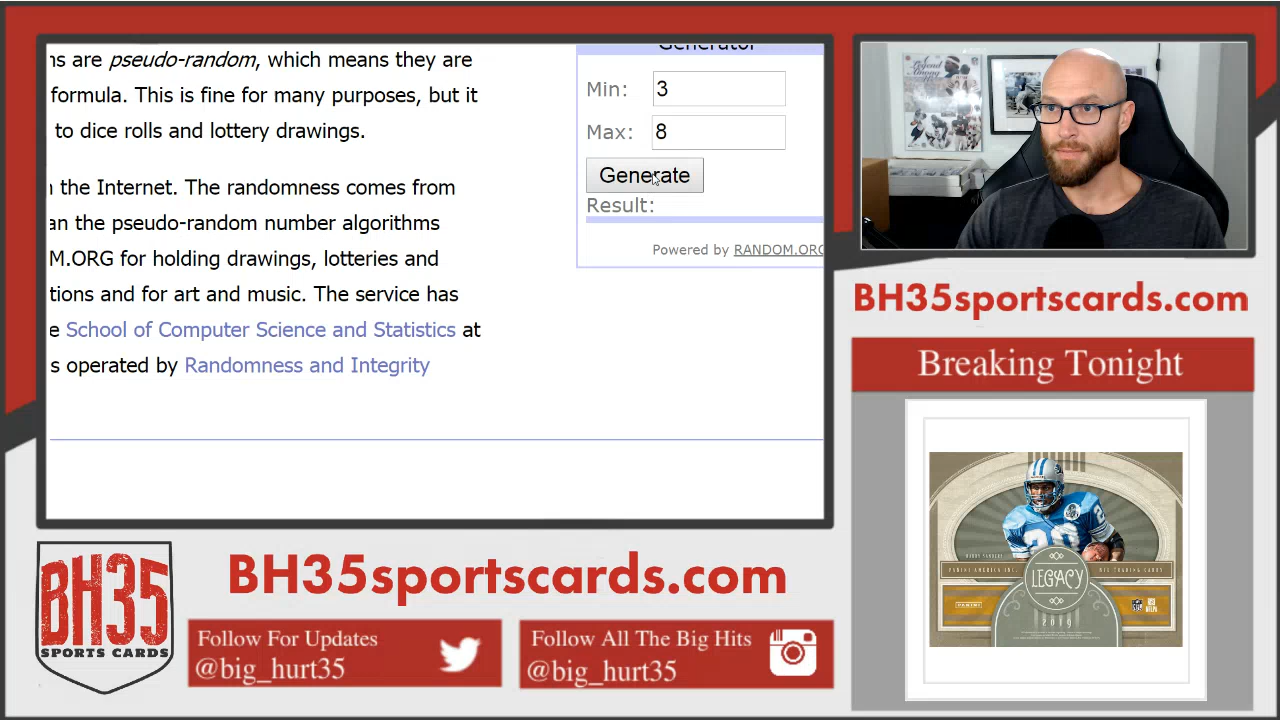 ns are pseudo-random, which means they are
formula. This is fine for many purposes, but it
to dice rolls and lottery drawings.
n the Internet. The randomness comes from
an the pseudo-random number algorithms
M.ORG for holding drawings, lotteries and
tions and for art and music. The service has
e School of Computer Science and Statistics at
s operated by Randomness and Integrity
Generator
Min: 3
Max: 8
Generate
Result:
Powered by RANDOM.ORG
BH35sportscards.com
Breaking Tonight
LEGACY
PANINI
2019
BH35
SPORTS CARDS
BH35sportscards.com
Follow For Updates
@big_hurt35
Follow All The Big Hits
@big_hurt35